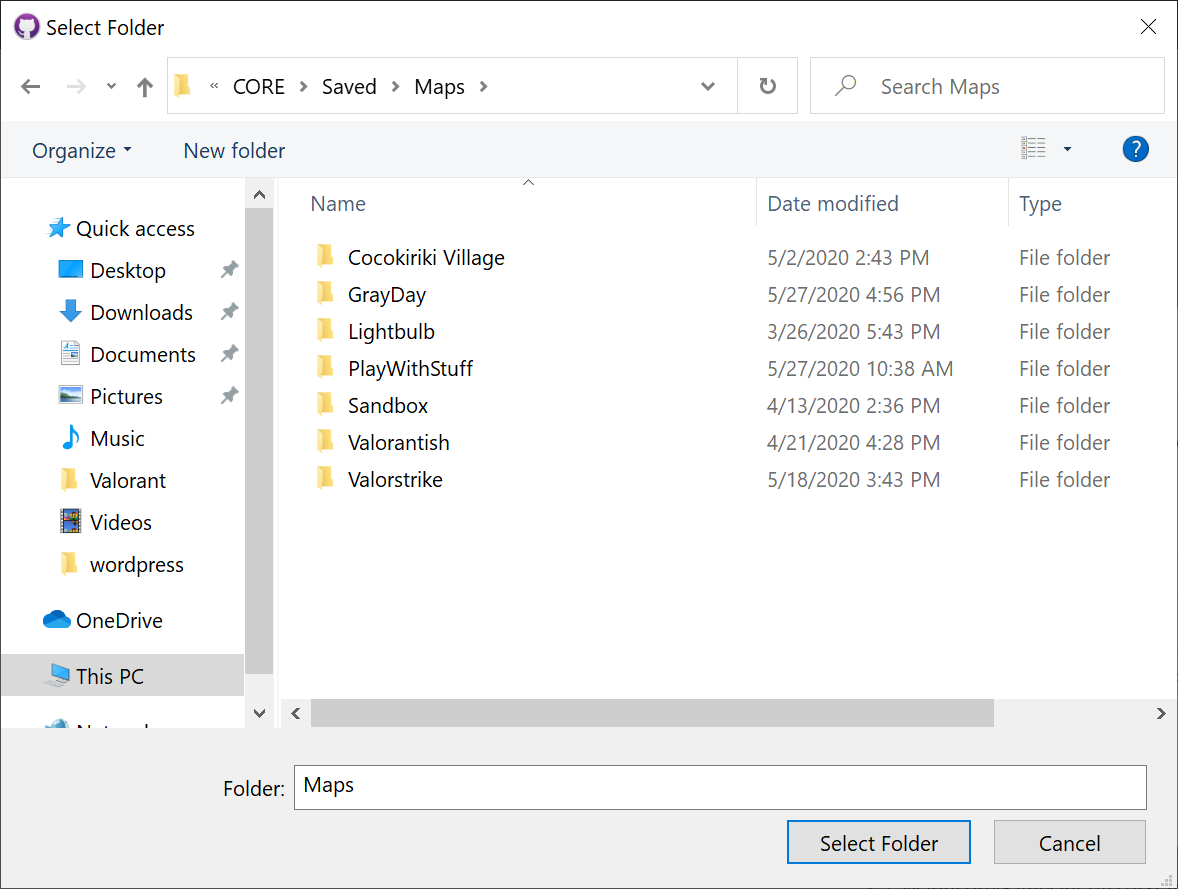 Select Folder
« CORE > Saved > Maps >
Search Maps
Organize
New folder
?
Name Date modified Type
Quick access
Desktop
Downloads
Documents
Pictures
Music
Valorant
Videos
wordpress
OneDrive
This PC
Cocokiriki Village 5/2/2020 2:43 PM File folder
GrayDay 5/27/2020 4:56 PM File folder
Lightbulb 3/26/2020 5:43 PM File folder
PlayWithStuff 5/27/2020 10:38 AM File folder
Sandbox 4/13/2020 2:36 PM File folder
Valorantish 4/21/2020 4:28 PM File folder
Valorstrike 5/18/2020 3:43 PM File folder
Folder: Maps
Select Folder
Cancel